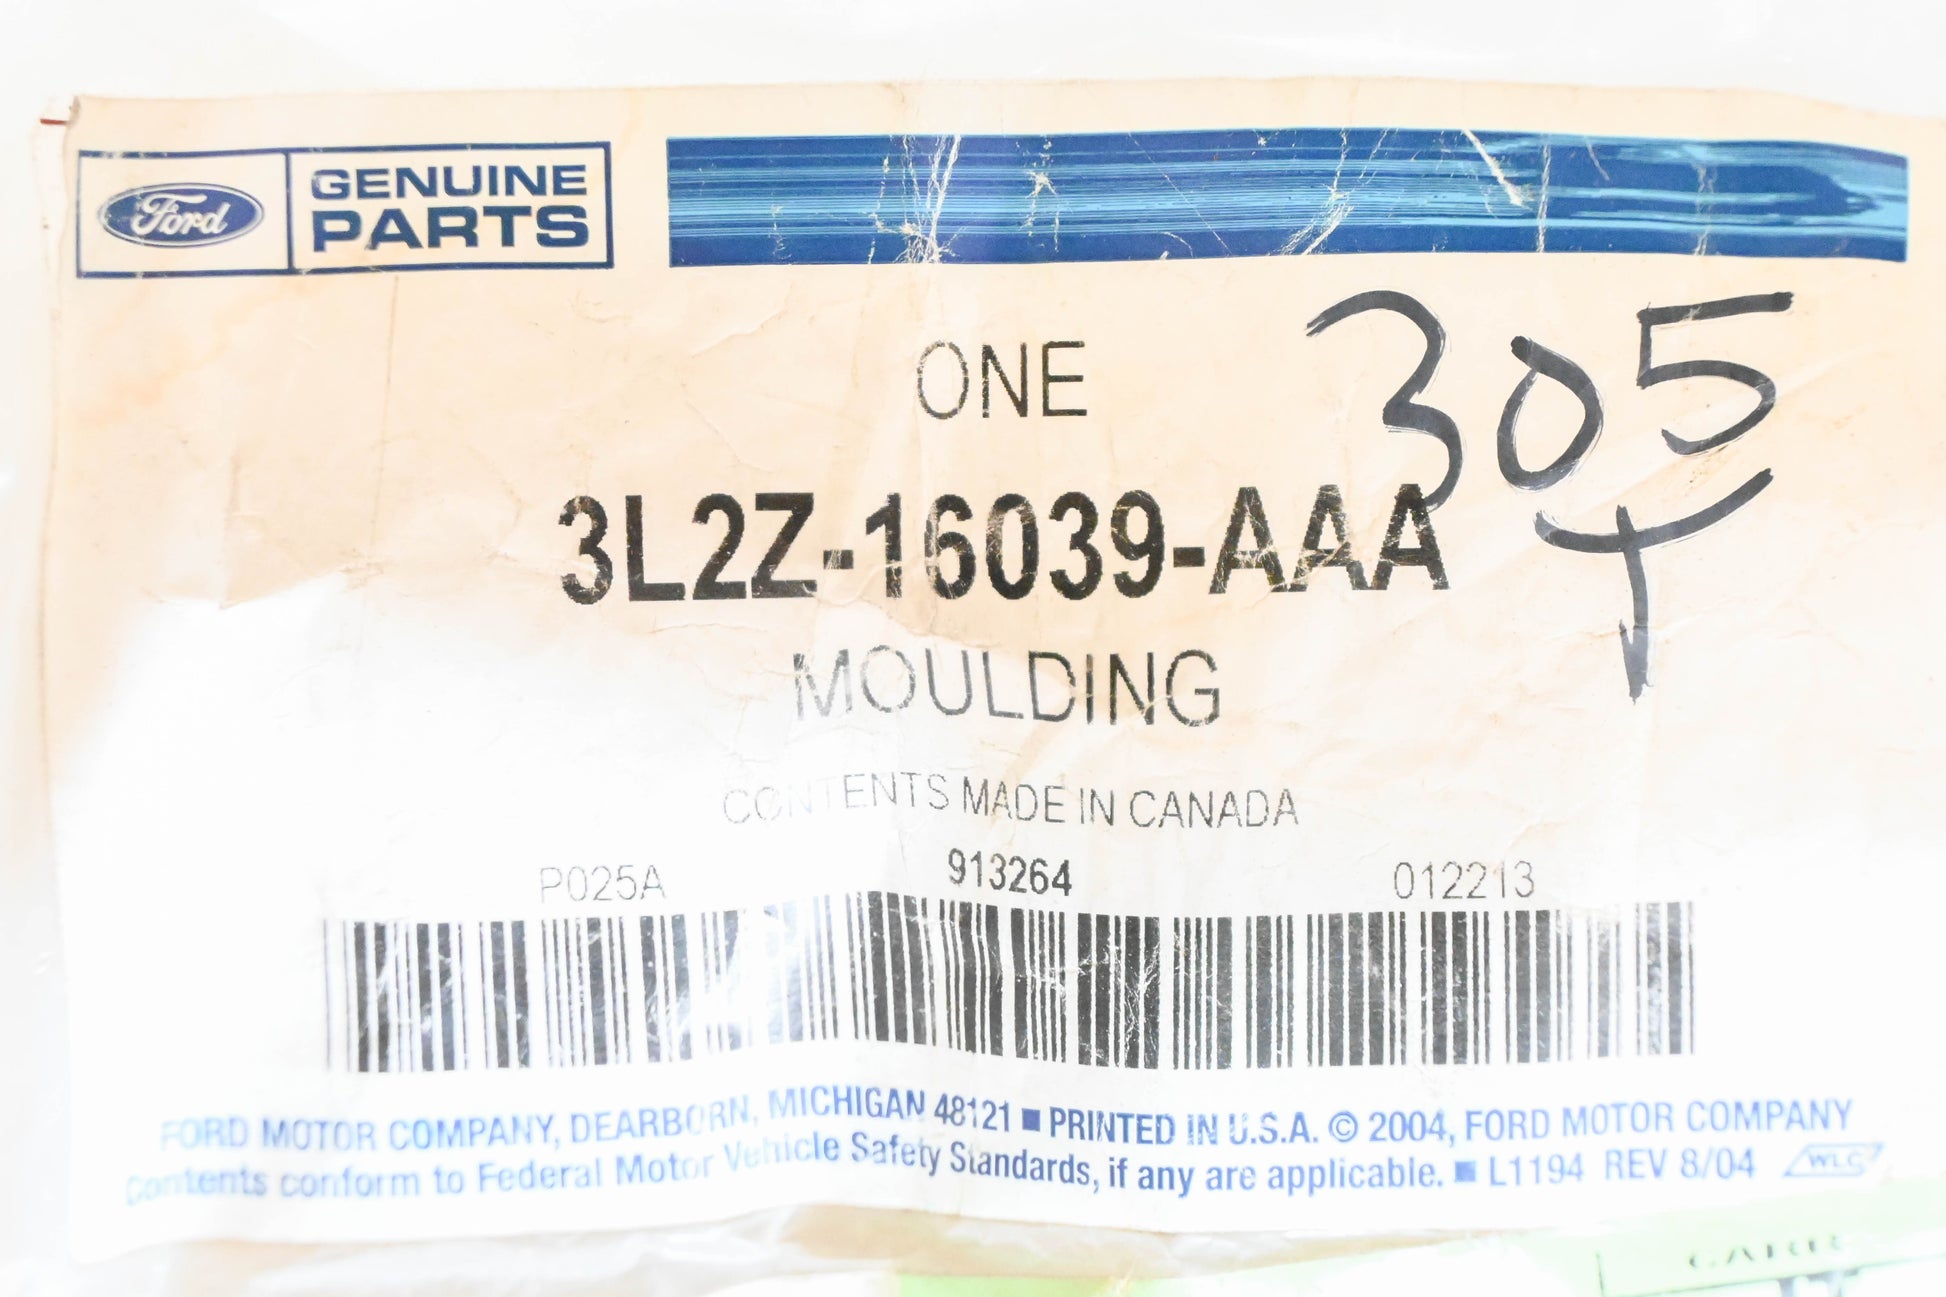 Ford
GENUINE
PARTS
ONE
305
3L2Z-16039-AAA
MOULDING
CONTENTS MADE IN CANADA
P025A 913264 012213
FORD MOTOR COMPANY, DEARBORN, MICHIGAN 48121 ■ PRINTED IN U.S.A. © 2004, FORD MOTOR COMPANY
Contents conform to Federal Motor Vehicle Safety Standards, if any are applicable. ■ L1194 REV 8/04 WLC